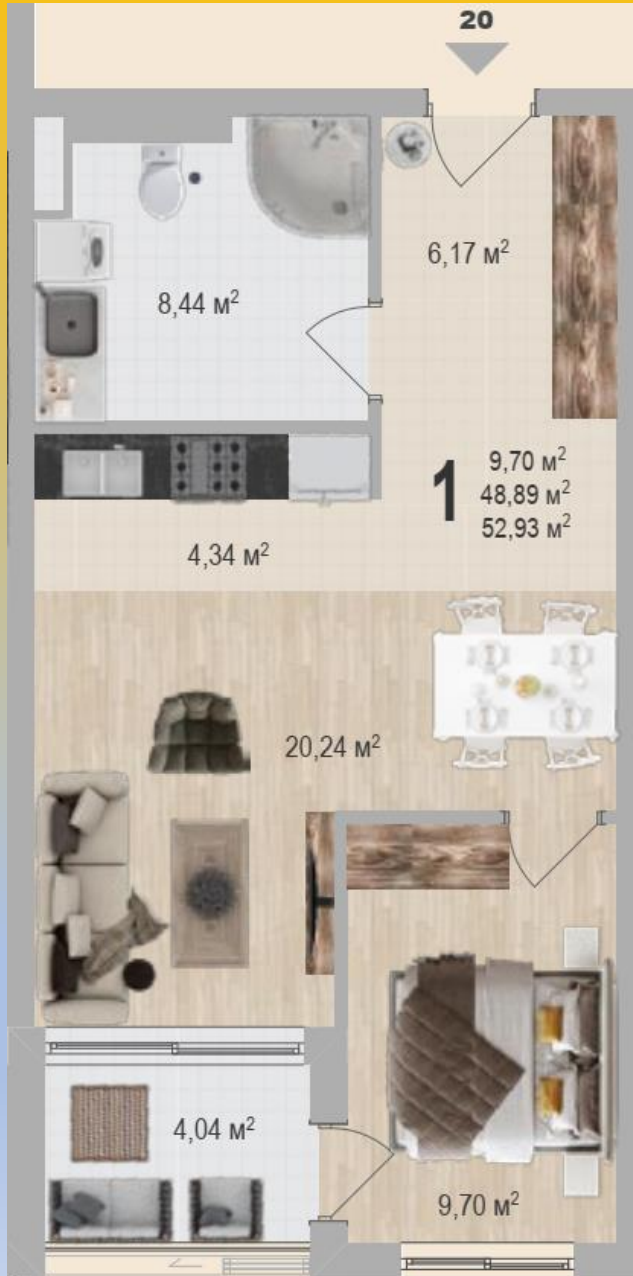 20
6,17 м²
8,44 м²
1
9,70 м²
48,89 м²
52,93 м²
4,34 м²
20,24 м²
4,04 м²
9,70 м²